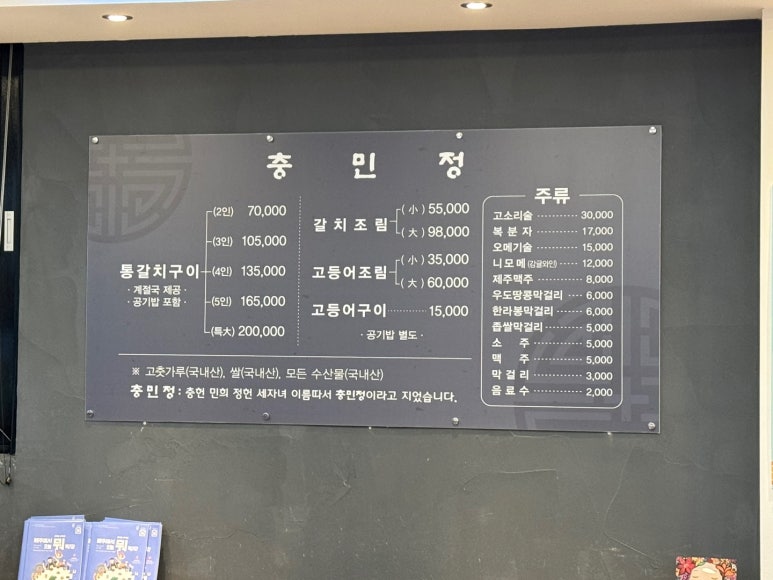 충 민 정
통갈치구이
· 계절국 제공 ·
· 공기밥 포함 ·
(2인) 70,000
(3인) 105,000
(4인) 135,000
(5인) 165,000
(특大) 200,000
갈 치 조 림
( 小 ) 55,000
( 大 ) 98,000
고등어조림
( 小 ) 35,000
( 大 ) 60,000
고등어구이 ············ 15,000
· 공기밥 별도 ·
주류
고소리술 ············ 30,000
복 분 자 ············ 17,000
오메기술 ············ 15,000
니모메 (감귤와인) ····· 12,000
제주맥주 ············ 8,000
우도땅콩막걸리 ···· 6,000
한라봉막걸리 ······· 6,000
좁쌀막걸리 ·········· 5,000
소 주 ············ 5,000
맥 주 ············ 5,000
막 걸 리 ············ 3,000
음 료 수 ············ 2,000
※ 고춧가루(국내산), 쌀(국내산), 모든 수산물(국내산)
충민정 : 충헌 민희 정헌 세자녀 이름따서 충민정이라고 지었습니다.
뭐